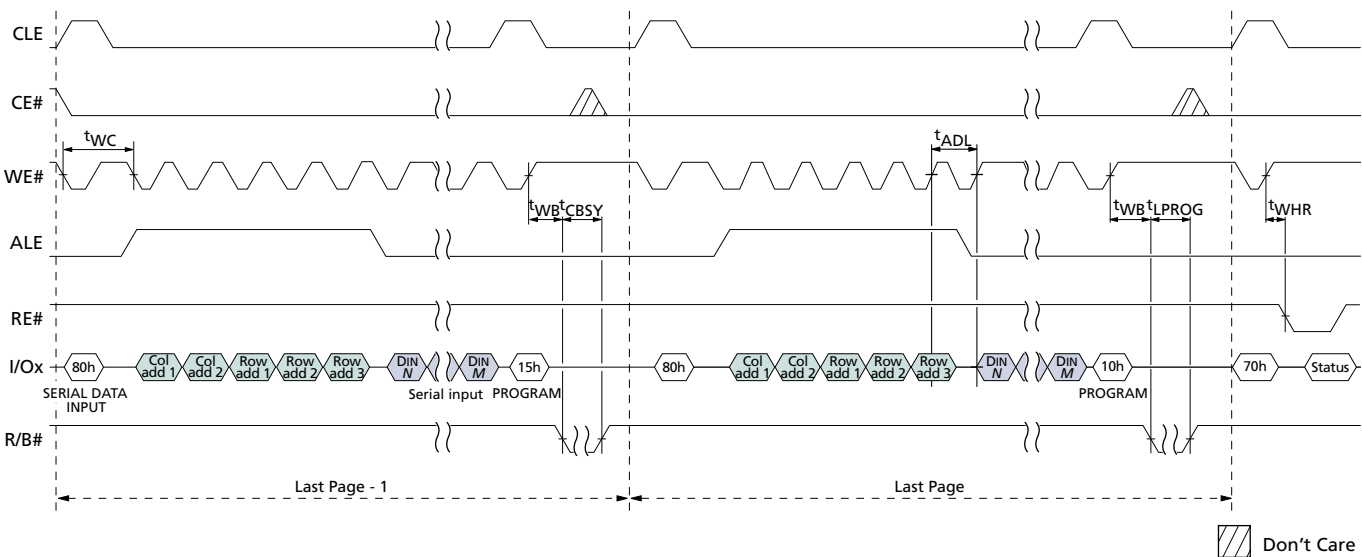 CLE
CE#
tWC
tADL
WE#
tWB tCBSY
tWB tLPROG
tWHR
ALE
RE#
I/Ox
80h
Col add 1
Col add 2
Row add 1
Row add 2
Row add 3
DIN N
DIN M
15h
80h
Col add 1
Col add 2
Row add 1
Row add 2
Row add 3
DIN N
DIN M
10h
70h
Status
SERIAL DATA INPUT
Serial input
PROGRAM
PROGRAM
R/B#
Last Page - 1
Last Page
Don't Care